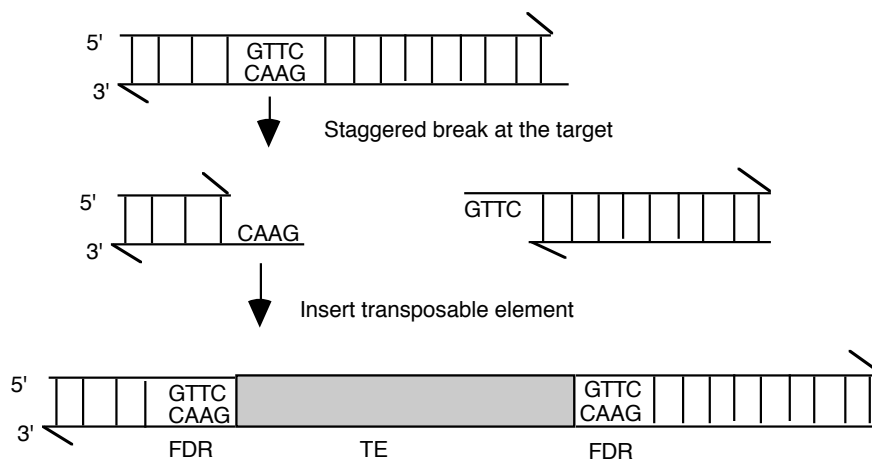 5'
GTTC
CAAG
3'
Staggered break at the target
5'
GTTC
CAAG
3'
Insert transposable element
5'
GTTC GTTC
CAAG CAAG
3'
FDR TE FDR